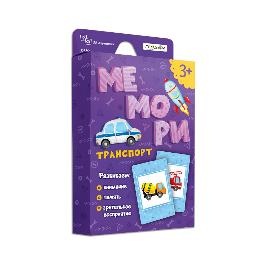 3+
МЕ
МО
РИ
ТРАНСПОРТ
Развиваем:
внимание
память
зрительное
восприятие